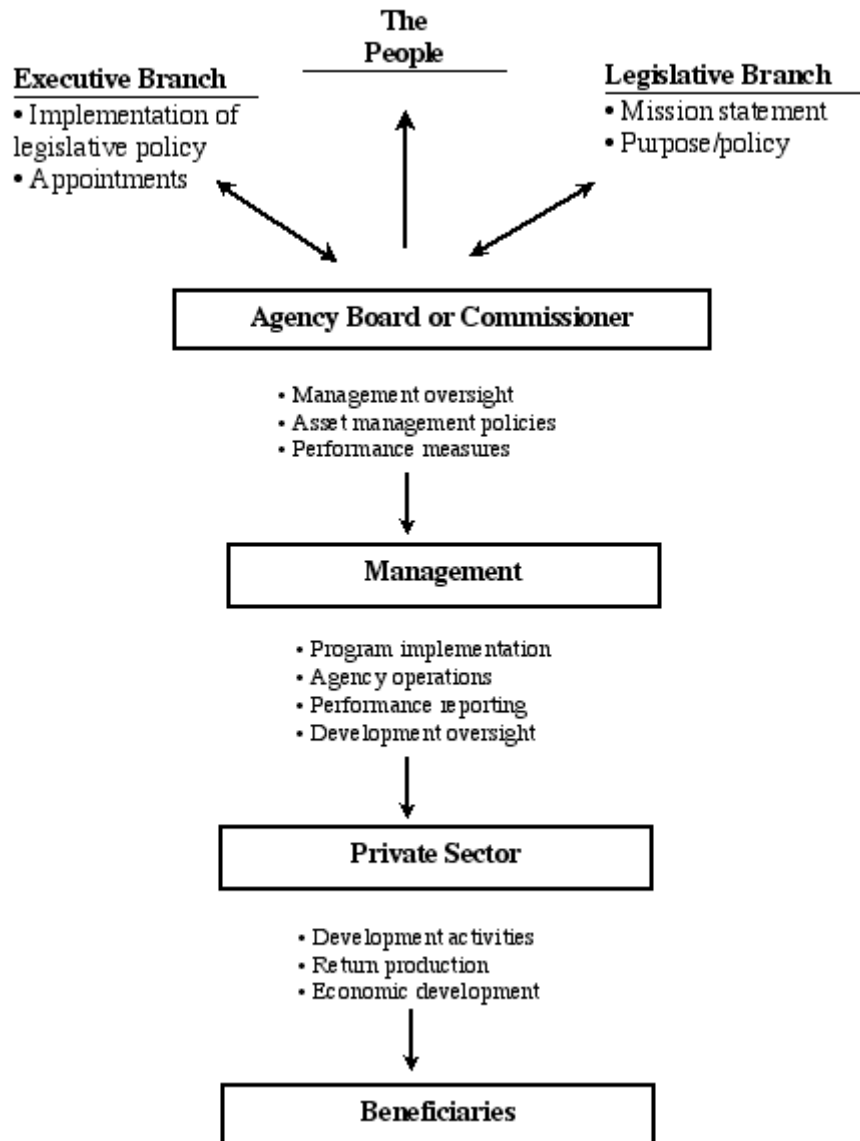 The
People
Executive Branch
• Implementation of
legislative policy
• Appointments
Legislative Branch
• Mission statement
• Purpose/policy
Agency Board or Commissioner
• Management oversight
• Asset management policies
• Performance measures
Management
• Program implementation
• Agency operations
• Performance reporting
• Development oversight
Private Sector
• Development activities
• Return production
• Economic development
Beneficiaries